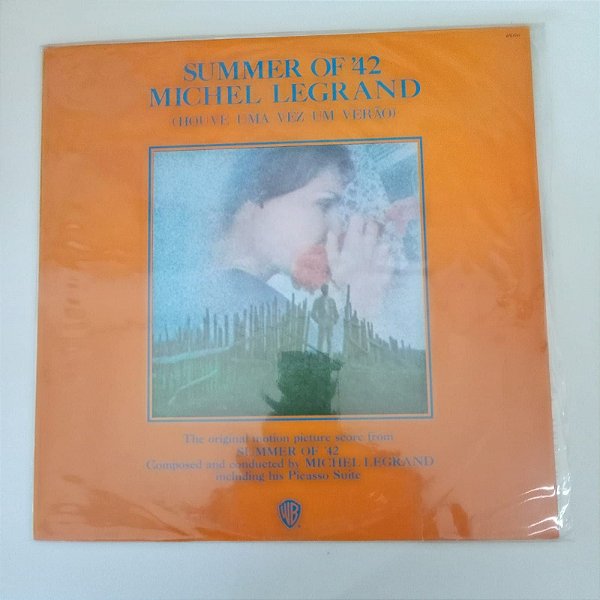 SUMMER OF '42
MICHEL LEGRAND
(HOUVE UMA VEZ UM VERÃO)
The original motion picture score from
SUMMER OF '42
Composed and conducted by MICHEL LEGRAND
including his Picasso Suite
WB